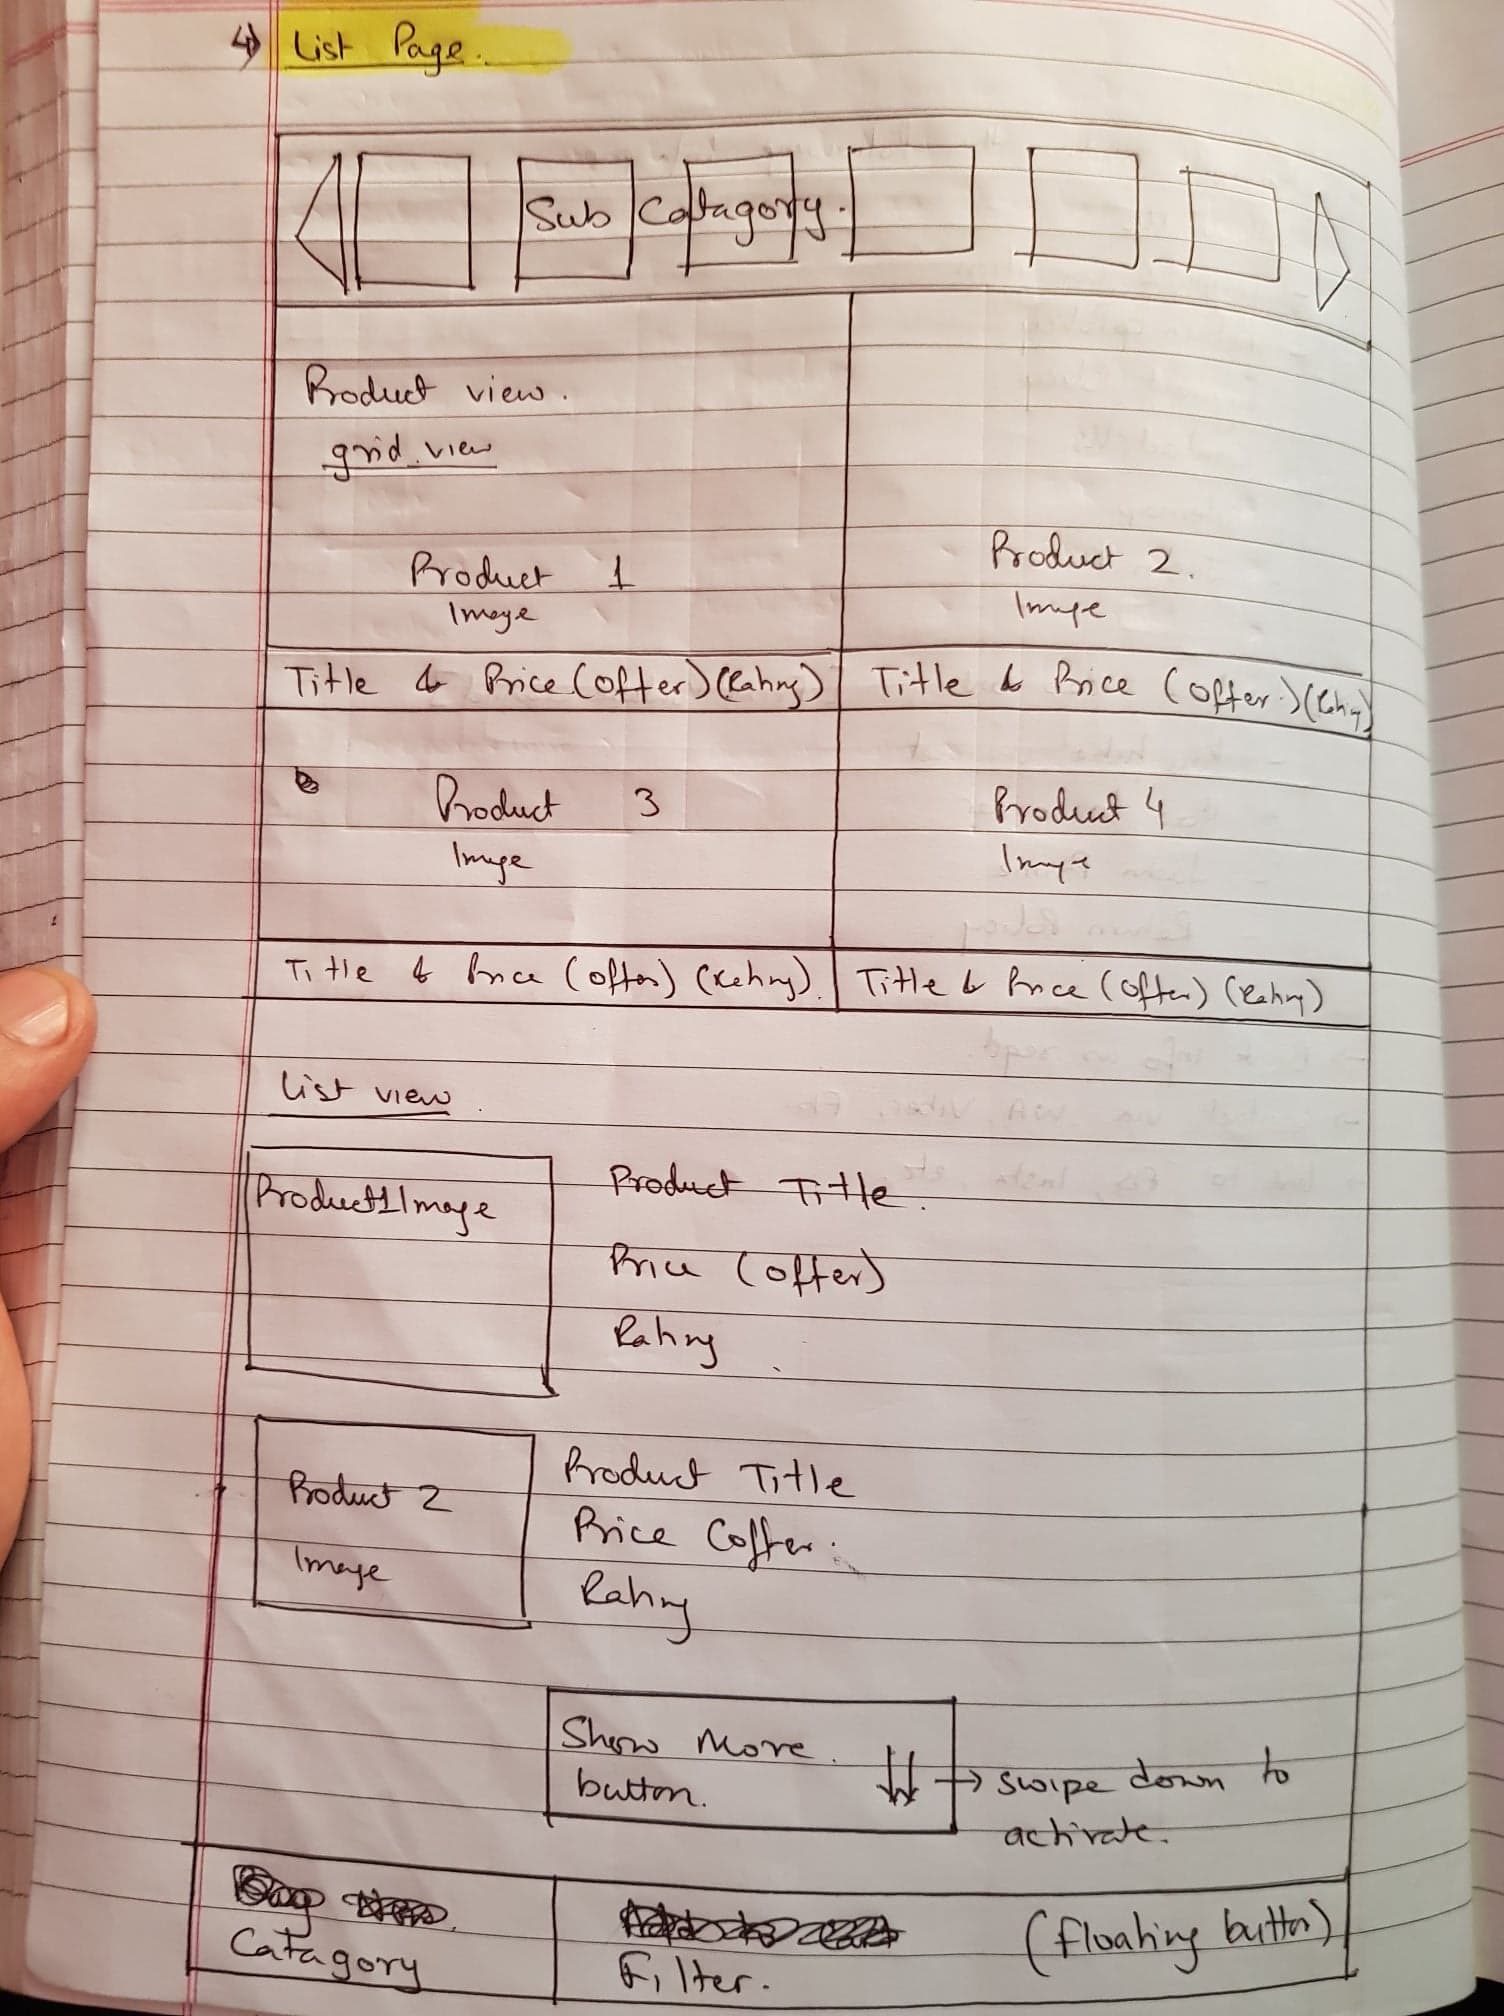 4) List Page.
Sub Catagory.
Product view.
grid view
Product 1
Image
Product 2.
Image
Title & Price (offer) (Rating)
Title & Price (offer) (Rating)
Product 3
Image
Product 4
Image
Title & Price (offer) (Rating).
Title & Price (offer) (Rating)
List view.
Product 1 Image
Product Title.
Price (offer)
Rating
Product 2
Image
Product Title
Price (offer.
Rating
Show More.
button.
→ swipe down to
activate.
Catagory
Filter.
(floating button)